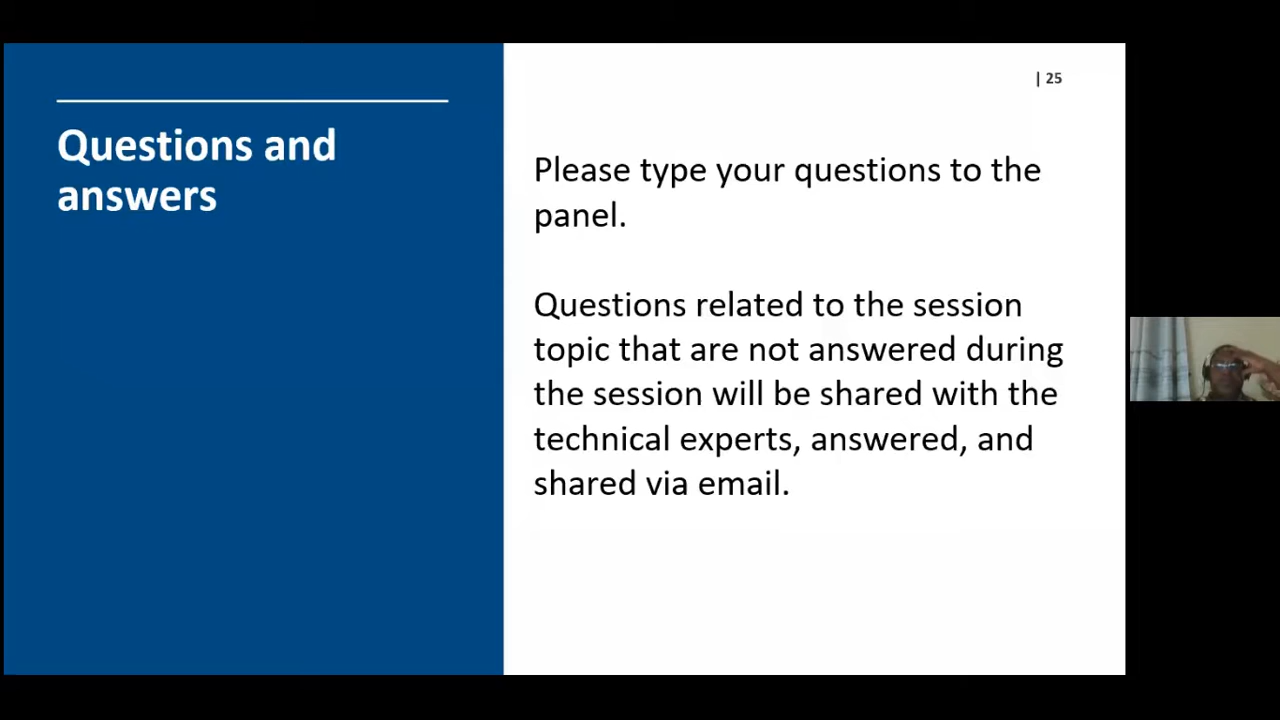 | 25
Questions and
answers
Please type your questions to the
panel.
Questions related to the session
topic that are not answered during
the session will be shared with the
technical experts, answered, and
shared via email.